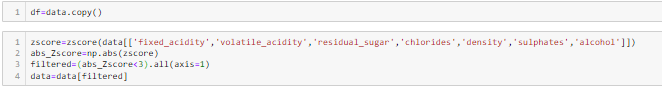 1 df=data.copy()
1 zscore=zscore(data[['fixed_acidity','volatile_acidity','residual_sugar','chlorides','density','sulphates','alcohol']])
2 abs_Zscore=np.abs(zscore)
3 filtered=(abs_Zscore<3).all(axis=1)
4 data=data[filtered]